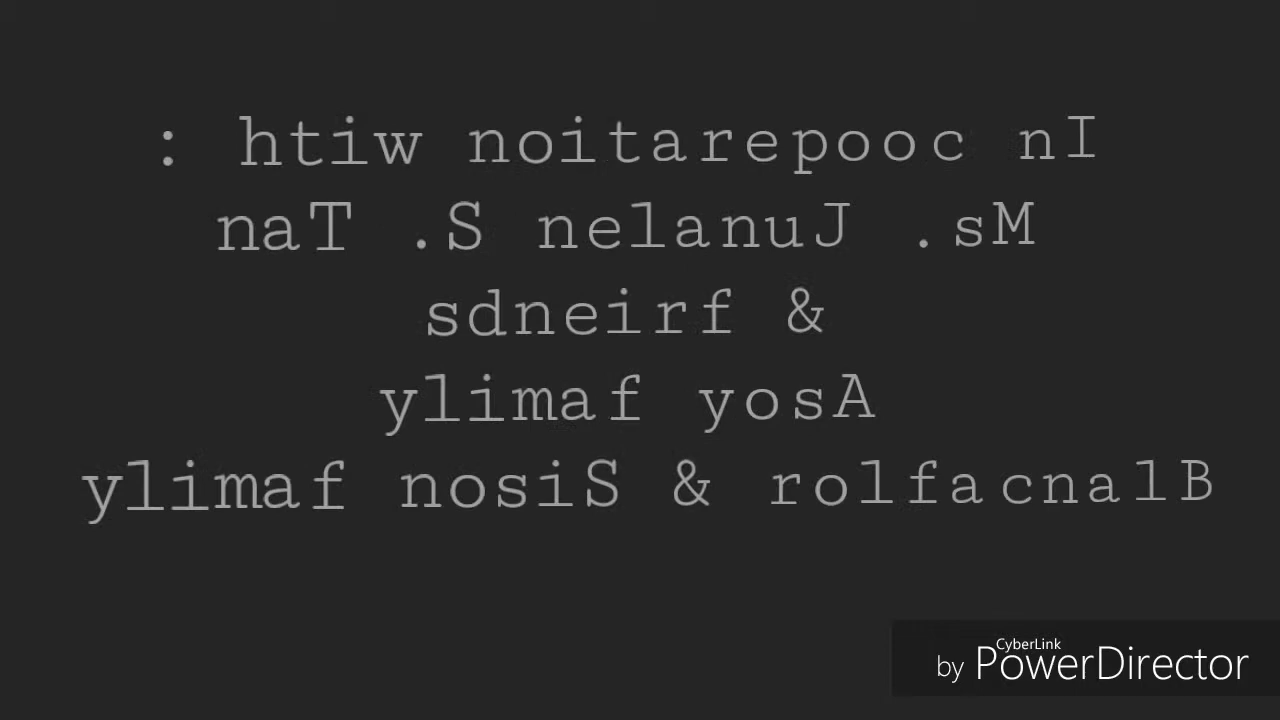 : htiw noitarepooc nI
naT .S nelanuJ .sM
sdneirf &
ylimaf yosA
ylimaf nosiS & rolfacnalB
by CyberLink PowerDirector